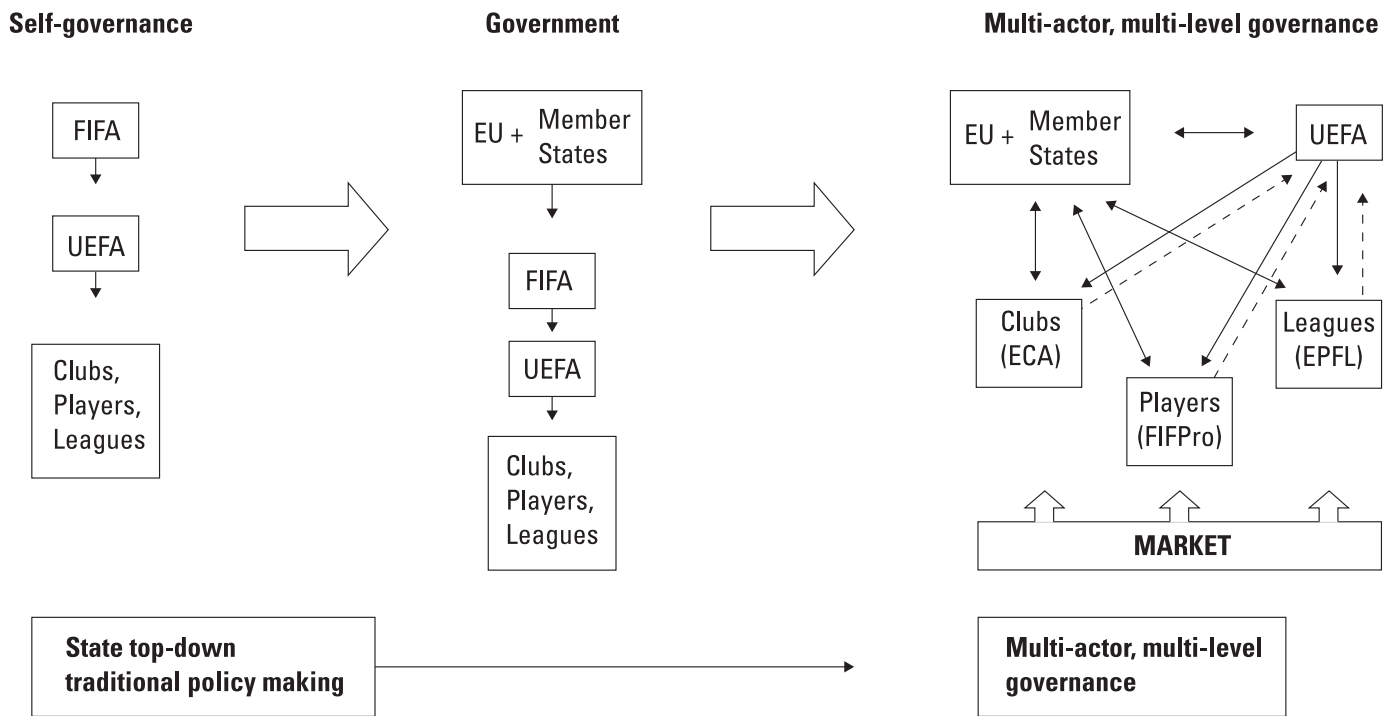 Self-governance
Government
Multi-actor, multi-level governance
FIFA
UEFA
Clubs,
Players,
Leagues
EU + Member
States
FIFA
UEFA
Clubs,
Players,
Leagues
EU + Member
States
UEFA
Clubs
(ECA)
Players
(FIFPro)
Leagues
(EPFL)
MARKET
State top-down
traditional policy making
Multi-actor, multi-level
governance